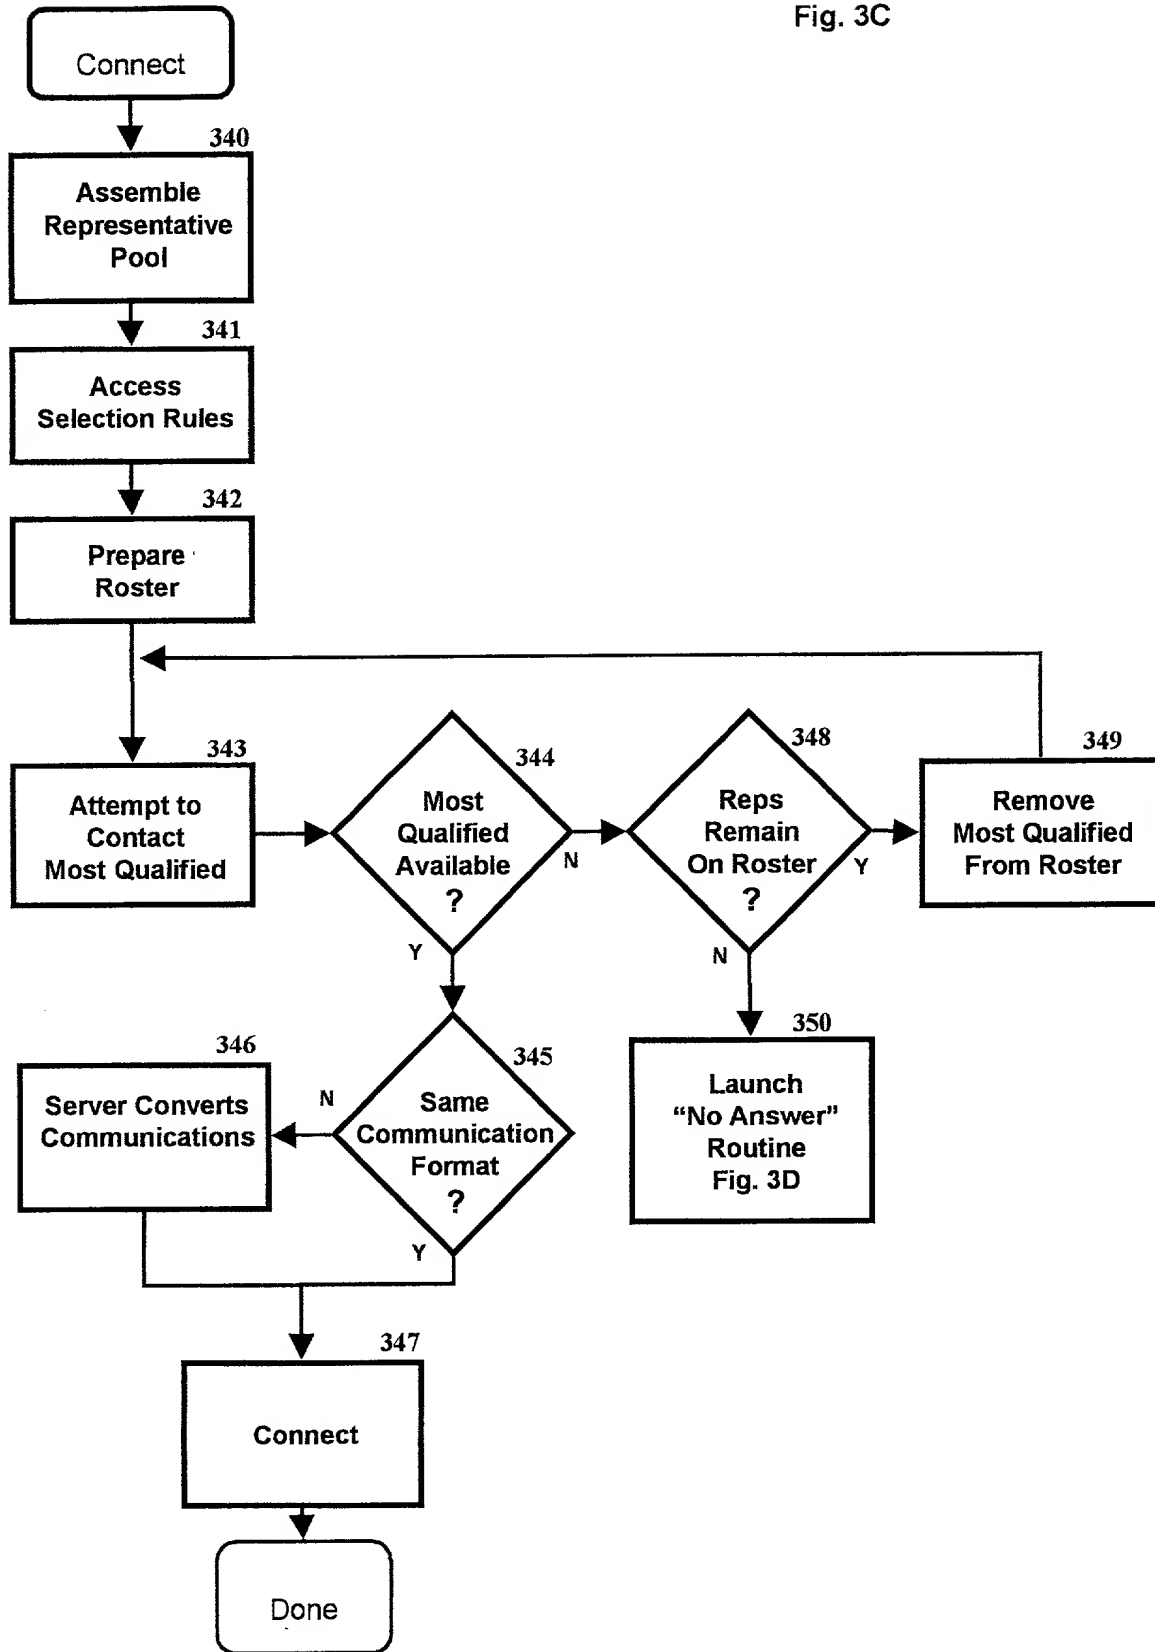 Fig. 3C
Connect
340
Assemble
Representative
Pool
341
Access
Selection Rules
342
Prepare
Roster
343
Attempt to
Contact
Most Qualified
344
Most
Qualified
Available
?
N
Y
348
Reps
Remain
On Roster
?
Y
N
349
Remove
Most Qualified
From Roster
350
Launch
“No Answer”
Routine
Fig. 3D
345
Same
Communication
Format
?
N
Y
346
Server Converts
Communications
347
Connect
Done